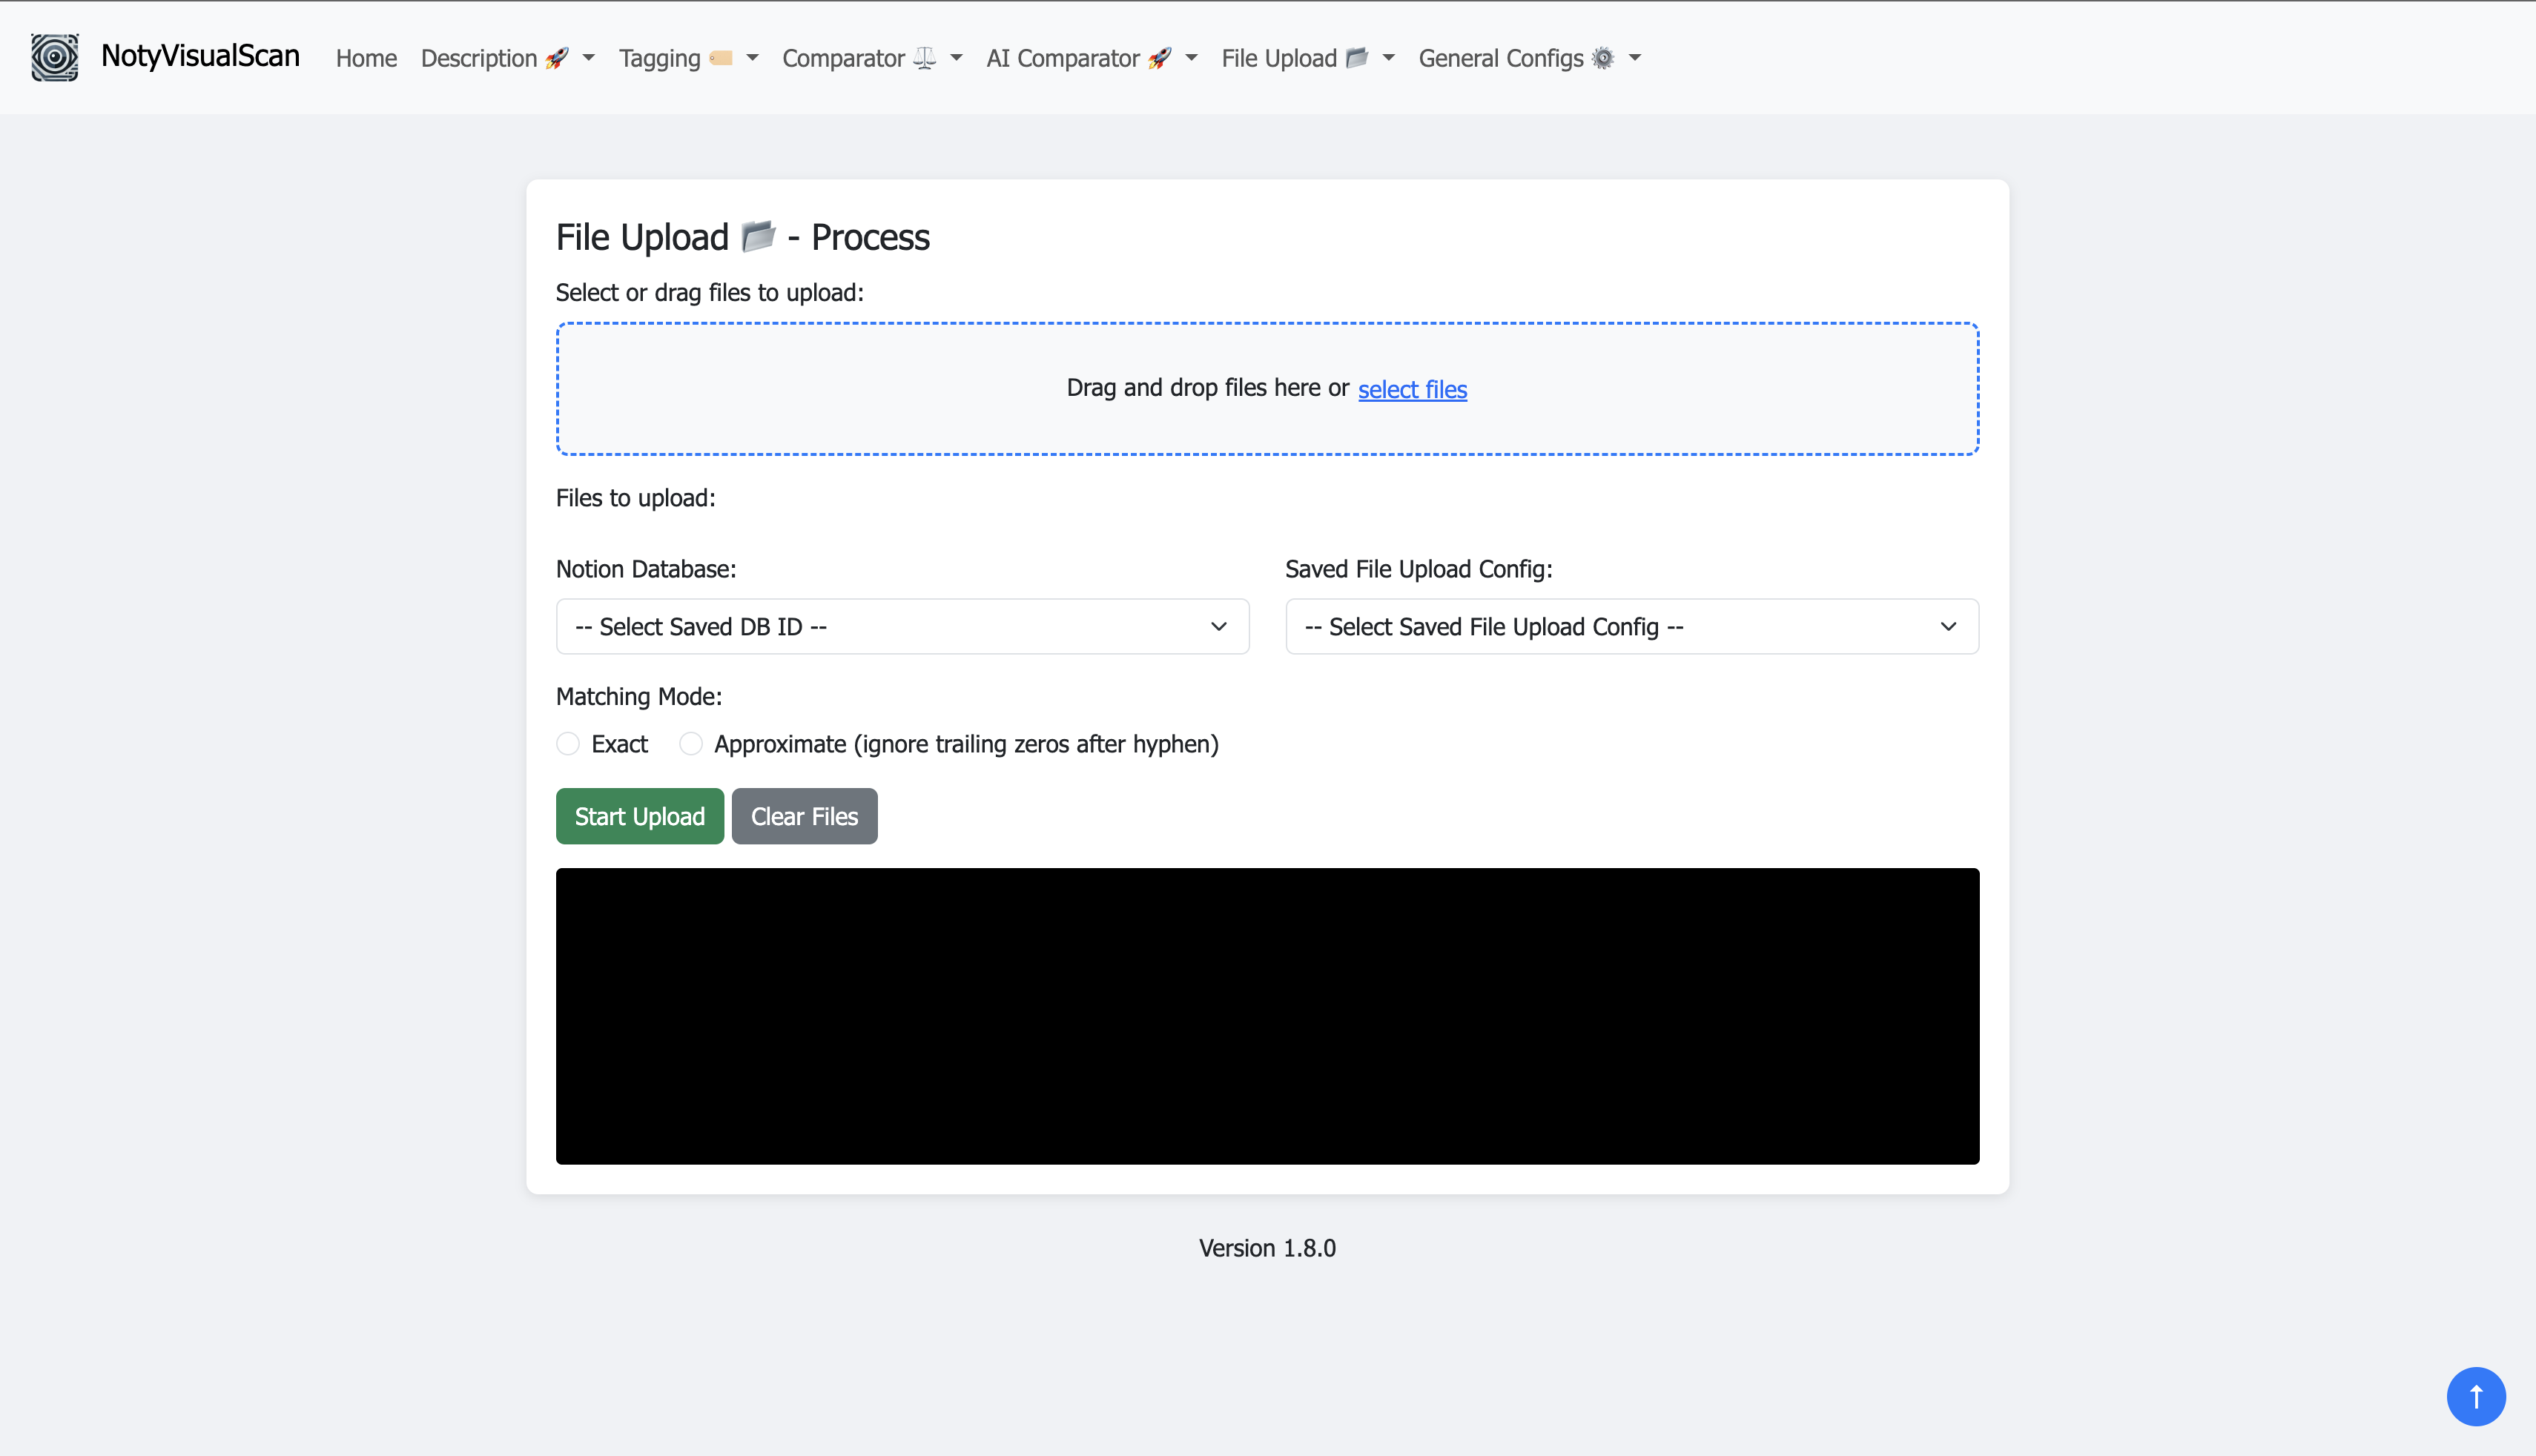 NotyVisualScan Home Description 🚀 Tagging 🏷️ Comparator ⚖️ AI Comparator 🚀 File Upload 📂 General Configs ⚙️
File Upload 📂 - Process
Select or drag files to upload:
Drag and drop files here or select files
Files to upload:
Notion Database: Saved File Upload Config:
-- Select Saved DB ID -- -- Select Saved File Upload Config --
Matching Mode:
Exact Approximate (ignore trailing zeros after hyphen)
Start Upload Clear Files
Version 1.8.0
↑